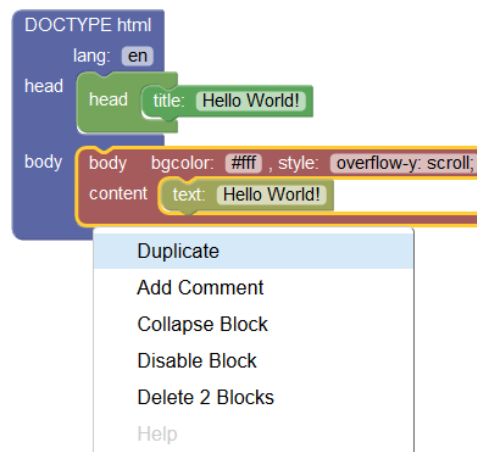 DOCTYPE html
lang: en
head
head title: Hello World!
body body bgcolor: #fff , style: overflow-y: scroll;
content text: Hello World!
Duplicate
Add Comment
Collapse Block
Disable Block
Delete 2 Blocks
Help